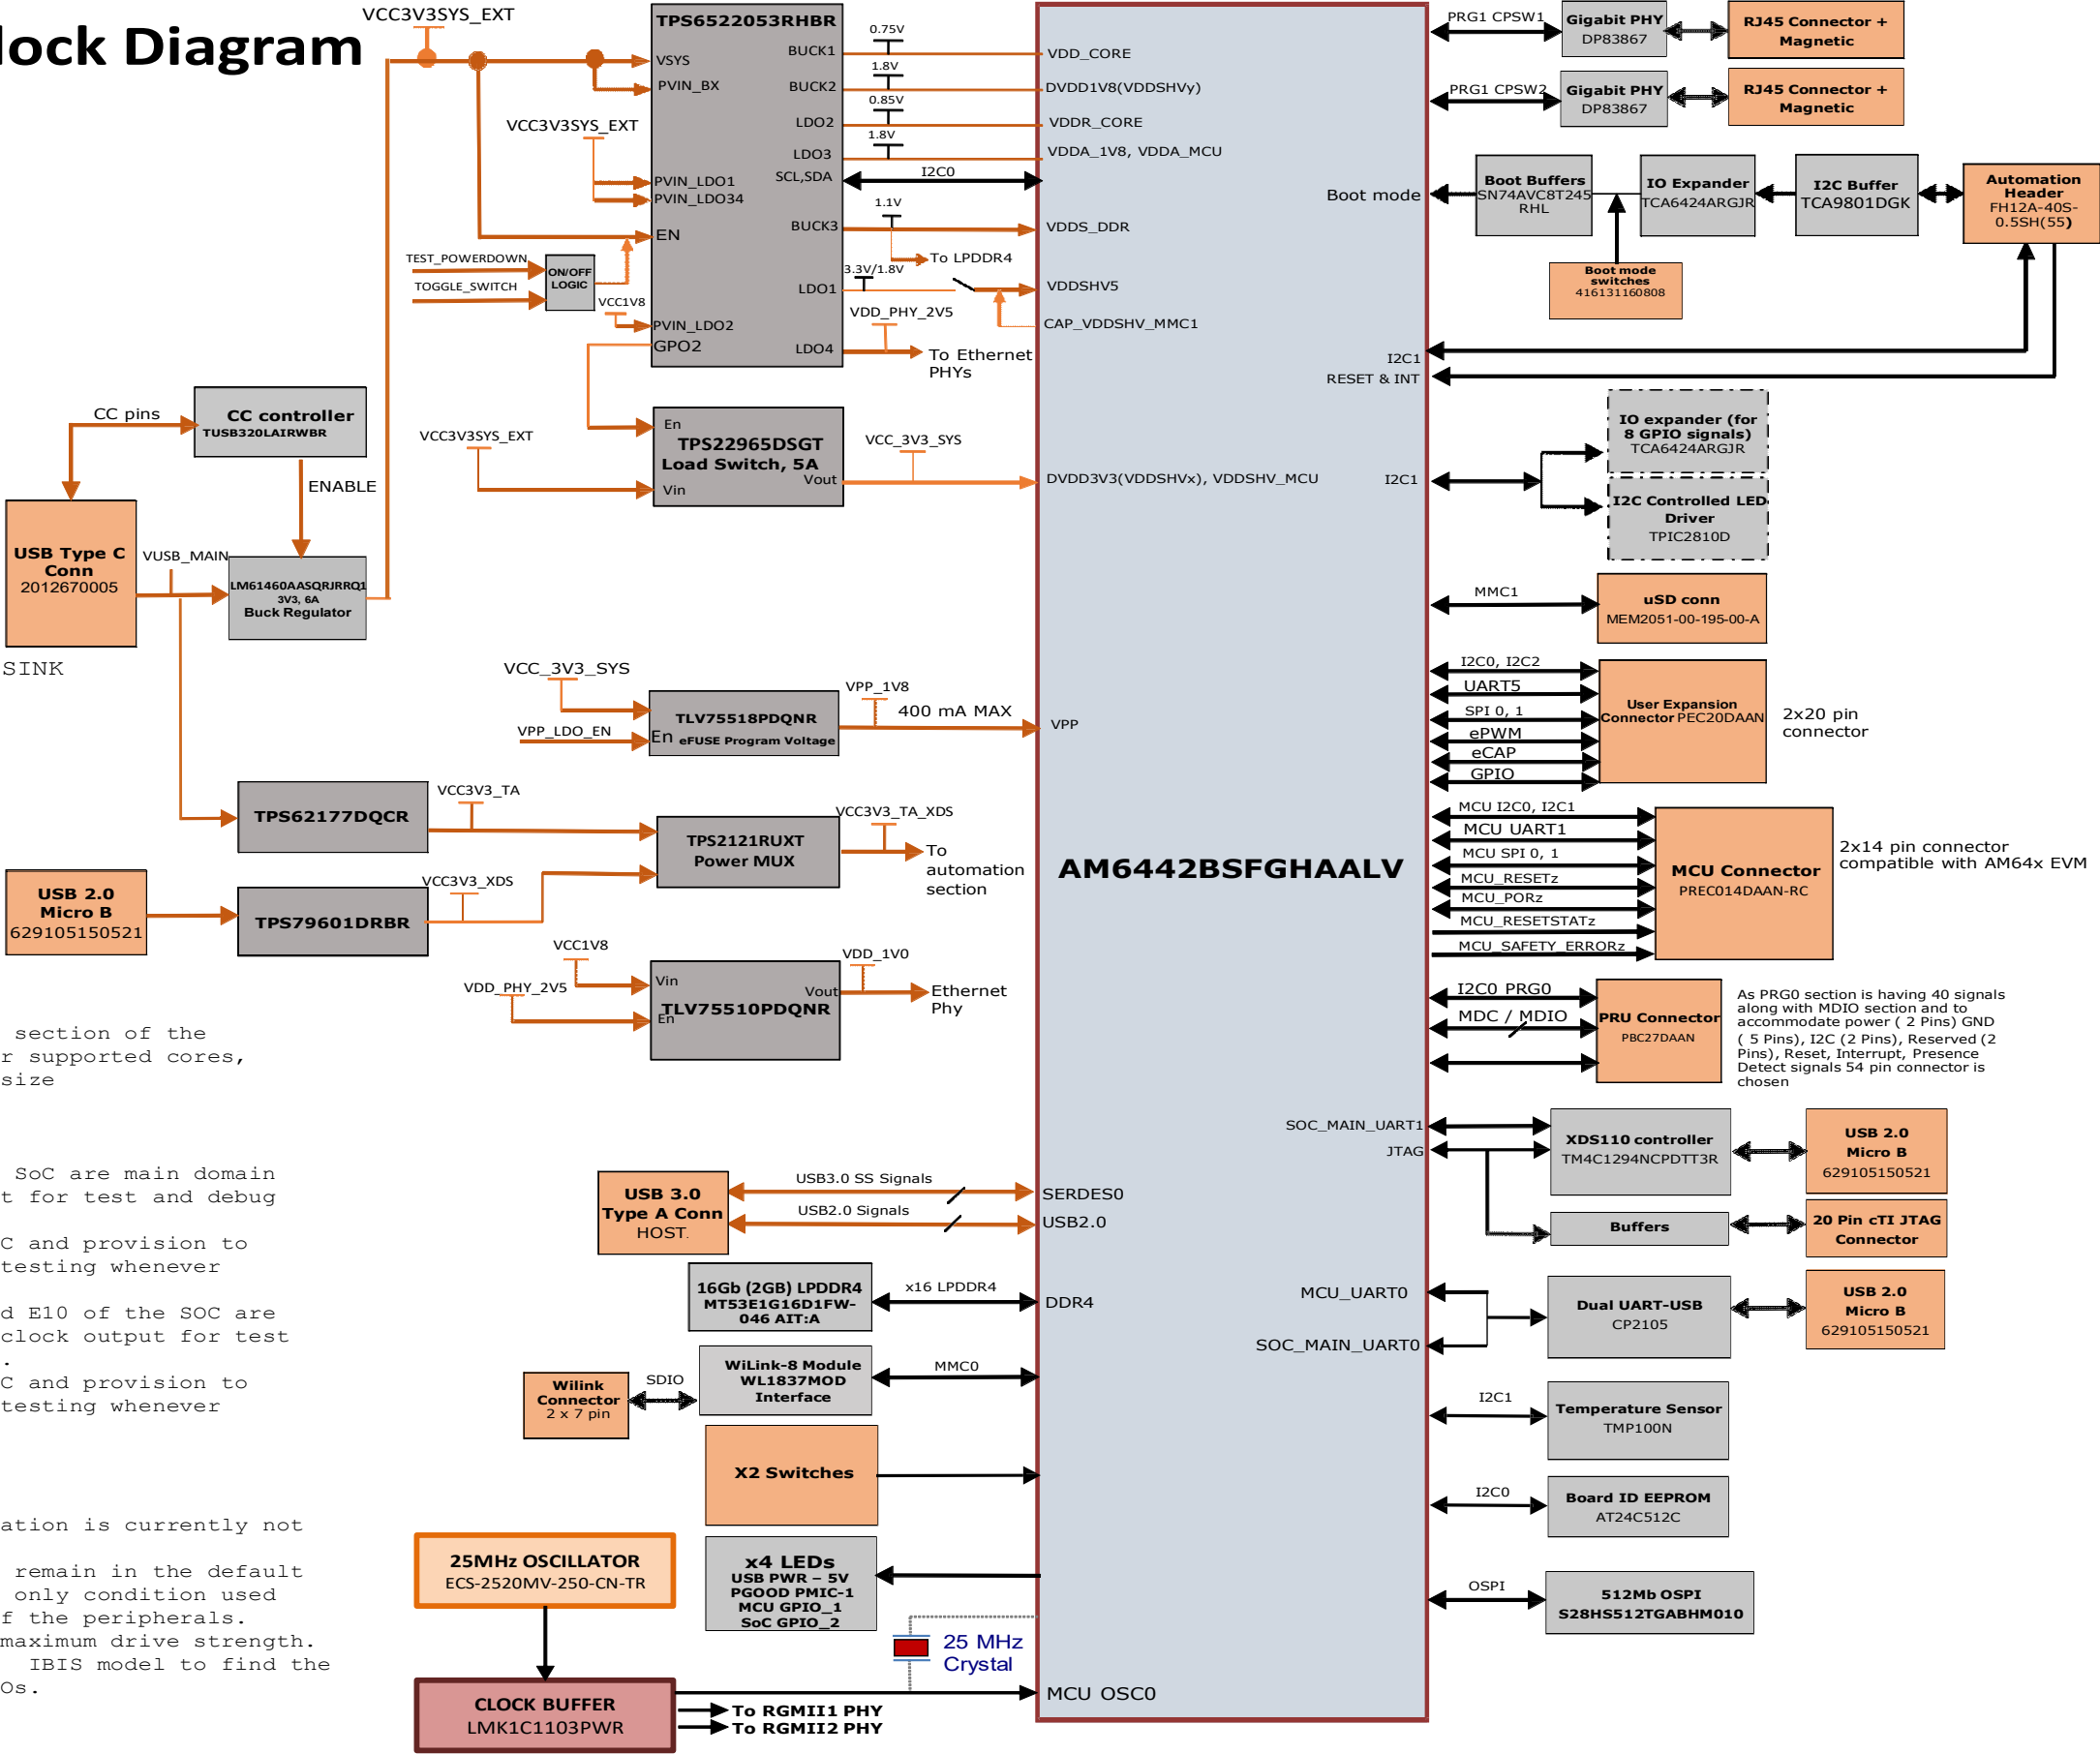 lock Diagram
VCC3V3SYS_EXT
TPS6522053RHBR
VSYS
PVIN_BX
VCC3V3SYS_EXT
PVIN_LDO1
PVIN_LDO34
EN
TEST_POWERDOWN
TOGGLE_SWITCH
ON/OFF
LOGIC
VCC1V8
PVIN_LDO2
GPO2
BUCK1
0.75V
VDD_CORE
BUCK2
1.8V
DVDD1V8(VDDSHVy)
LDO2
0.85V
VDDR_CORE
LDO3
1.8V
VDDA_1V8, VDDA_MCU
SCL,SDA
I2C0
BUCK3
1.1V
VDDS_DDR
To LPDDR4
LDO1
3.3V/1.8V
VDDSHV5
CAP_VDDSHV_MMC1
LDO4
VDD_PHY_2V5
To Ethernet
PHYs
CC pins
CC controller
TUSB320LAIRWBR
ENABLE
USB Type C
Conn
2012670005
VUSB_MAIN
LM61460AASQRJRRQ1
3V3, 6A
Buck Regulator
SINK
VCC3V3SYS_EXT
En
TPS22965DSGT
Load Switch, 5A
Vout
Vin
VCC_3V3_SYS
DVDD3V3(VDDSHVx), VDDSHV_MCU
VCC_3V3_SYS
VPP_LDO_EN
TLV75518PDQNR
En eFUSE Program Voltage
VPP_1V8
400 mA MAX
VPP
TPS62177DQCR
VCC3V3_TA
TPS2121RUXT
Power MUX
VCC3V3_TA_XDS
To
automation
section
USB 2.0
Micro B
629105150521
TPS79601DRBR
VCC3V3_XDS
VCC1V8
VDD_PHY_2V5
Vin
Vout
TLV75510PDQNR
En
VDD_1V0
Ethernet
Phy
section of the
r supported cores,
size
SoC are main domain
t for test and debug
C and provision to
testing whenever
d E10 of the SOC are
clock output for test
.
C and provision to
testing whenever
ation is currently not
remain in the default
only condition used
f the peripherals.
maximum drive strength.
IBIS model to find the
Os.
USB 3.0
Type A Conn
HOST.
USB3.0 SS Signals
SERDES0
USB2.0 Signals
USB2.0
16Gb (2GB) LPDDR4
MT53E1G16D1FW-
046 AIT:A
x16 LPDDR4
DDR4
Wilink
Connector
2 x 7 pin
SDIO
WiLink-8 Module
WL1837MOD
Interface
MMC0
X2 Switches
25MHz OSCILLATOR
ECS-2520MV-250-CN-TR
x4 LEDs
USB PWR – 5V
PGOOD PMIC-1
MCU GPIO_1
SoC GPIO_2
25 MHz
Crystal
CLOCK BUFFER
LMK1C1103PWR
MCU OSC0
To RGMII1 PHY
To RGMII2 PHY
AM6442BSFGHAALV
PRG1 CPSW1
Gigabit PHY
DP83867
RJ45 Connector +
Magnetic
PRG1 CPSW2
Gigabit PHY
DP83867
RJ45 Connector +
Magnetic
Boot mode
Boot Buffers
SN74AVC8T245
RHL
IO Expander
TCA6424ARGJR
I2C Buffer
TCA9801DGK
Automation
Header
FH12A-40S-
0.5SH(55)
Boot mode
switches
416131160808
I2C1
RESET & INT
I2C1
IO expander (for
8 GPIO signals)
TCA6424ARGJR
I2C Controlled LED
Driver
TPIC2810D
MMC1
uSD conn
MEM2051-00-195-00-A
I2C0, I2C2
UART5
SPI 0, 1
ePWM
eCAP
GPIO
User Expansion
Connector PEC20DAAN
2x20 pin
connector
MCU I2C0, I2C1
MCU UART1
MCU SPI 0, 1
MCU_RESETz
MCU_PORz
MCU_RESETSTATz
MCU_SAFETY_ERRORz
MCU Connector
PREC014DAAN-RC
2x14 pin connector
compatible with AM64x EVM
I2C0 PRG0
MDC / MDIO
PRU Connector
PBC27DAAN
As PRG0 section is having 40 signals
along with MDIO section and to
accommodate power ( 2 Pins) GND
( 5 Pins), I2C (2 Pins), Reserved (2
Pins), Reset, Interrupt, Presence
Detect signals 54 pin connector is
chosen
SOC_MAIN_UART1
JTAG
XDS110 controller
TM4C1294NCPDTT3R
USB 2.0
Micro B
629105150521
Buffers
20 Pin cTI JTAG
Connector
MCU_UART0
SOC_MAIN_UART0
Dual UART-USB
CP2105
USB 2.0
Micro B
629105150521
I2C1
Temperature Sensor
TMP100N
I2C0
Board ID EEPROM
AT24C512C
OSPI
512Mb OSPI
S28HS512TGABHM010